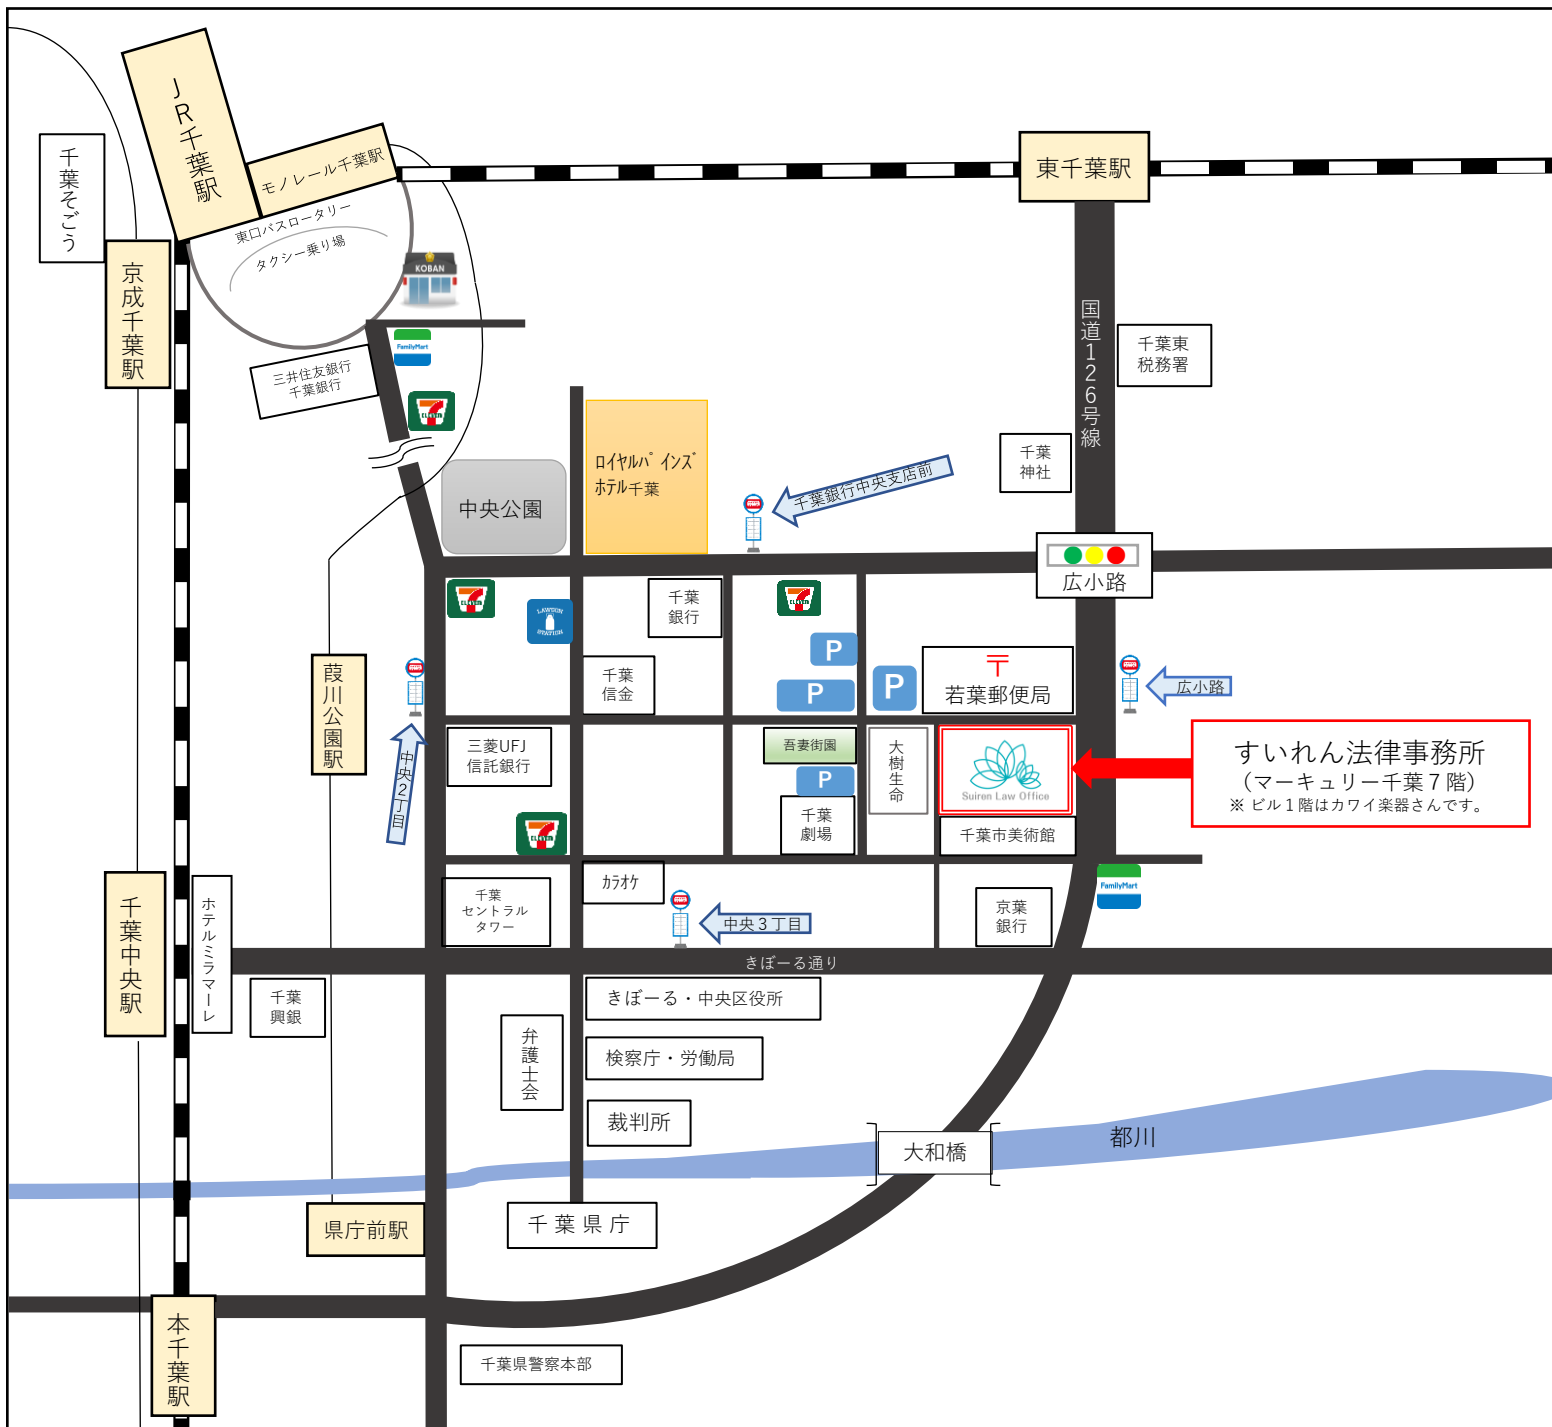 JR千葉駅
モノレール千葉駅
東千葉駅
千葉そごう
東口バスロータリー
タクシー乗り場
KOBAN
京成千葉駅
FamilyMart
三井住友銀行
千葉銀行
7
ELEVEN
国道126号線
千葉東
税務署
ロイヤルパインズ
ホテル千葉
中央公園
千葉銀行中央支店前
千葉
神社
広小路
7
ELEVEN
LAWSON
STATION
千葉
銀行
7
ELEVEN
P
P
P
〒
若葉郵便局
千葉
信金
葭川公園駅
広小路
中央2丁目
三菱UFJ
信託銀行
吾妻街園
P
大樹生命
Suiren Law Office
すいれん法律事務所
（マーキュリー千葉7階）
※ ビル1階はカワイ楽器さんです。
7
ELEVEN
千葉
劇場
千葉市美術館
カラオケ
FamilyMart
千葉中央駅
ホテルミラマーレ
千葉
セントラル
タワー
中央3丁目
京葉
銀行
きぼーる通り
千葉
興銀
きぼーる・中央区役所
弁護士会
検察庁・労働局
裁判所
大和橋
都川
県庁前駅
千葉県庁
本千葉駅
千葉県警察本部